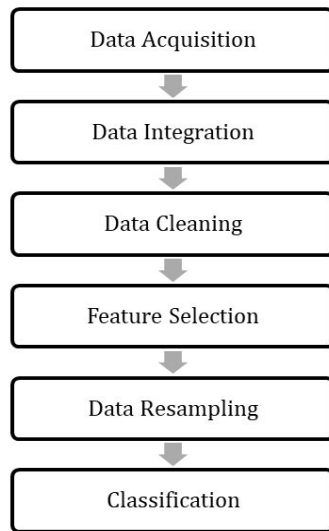 Data Acquisition
Data Integration
Data Cleaning
Feature Selection
Data Resampling
Classification